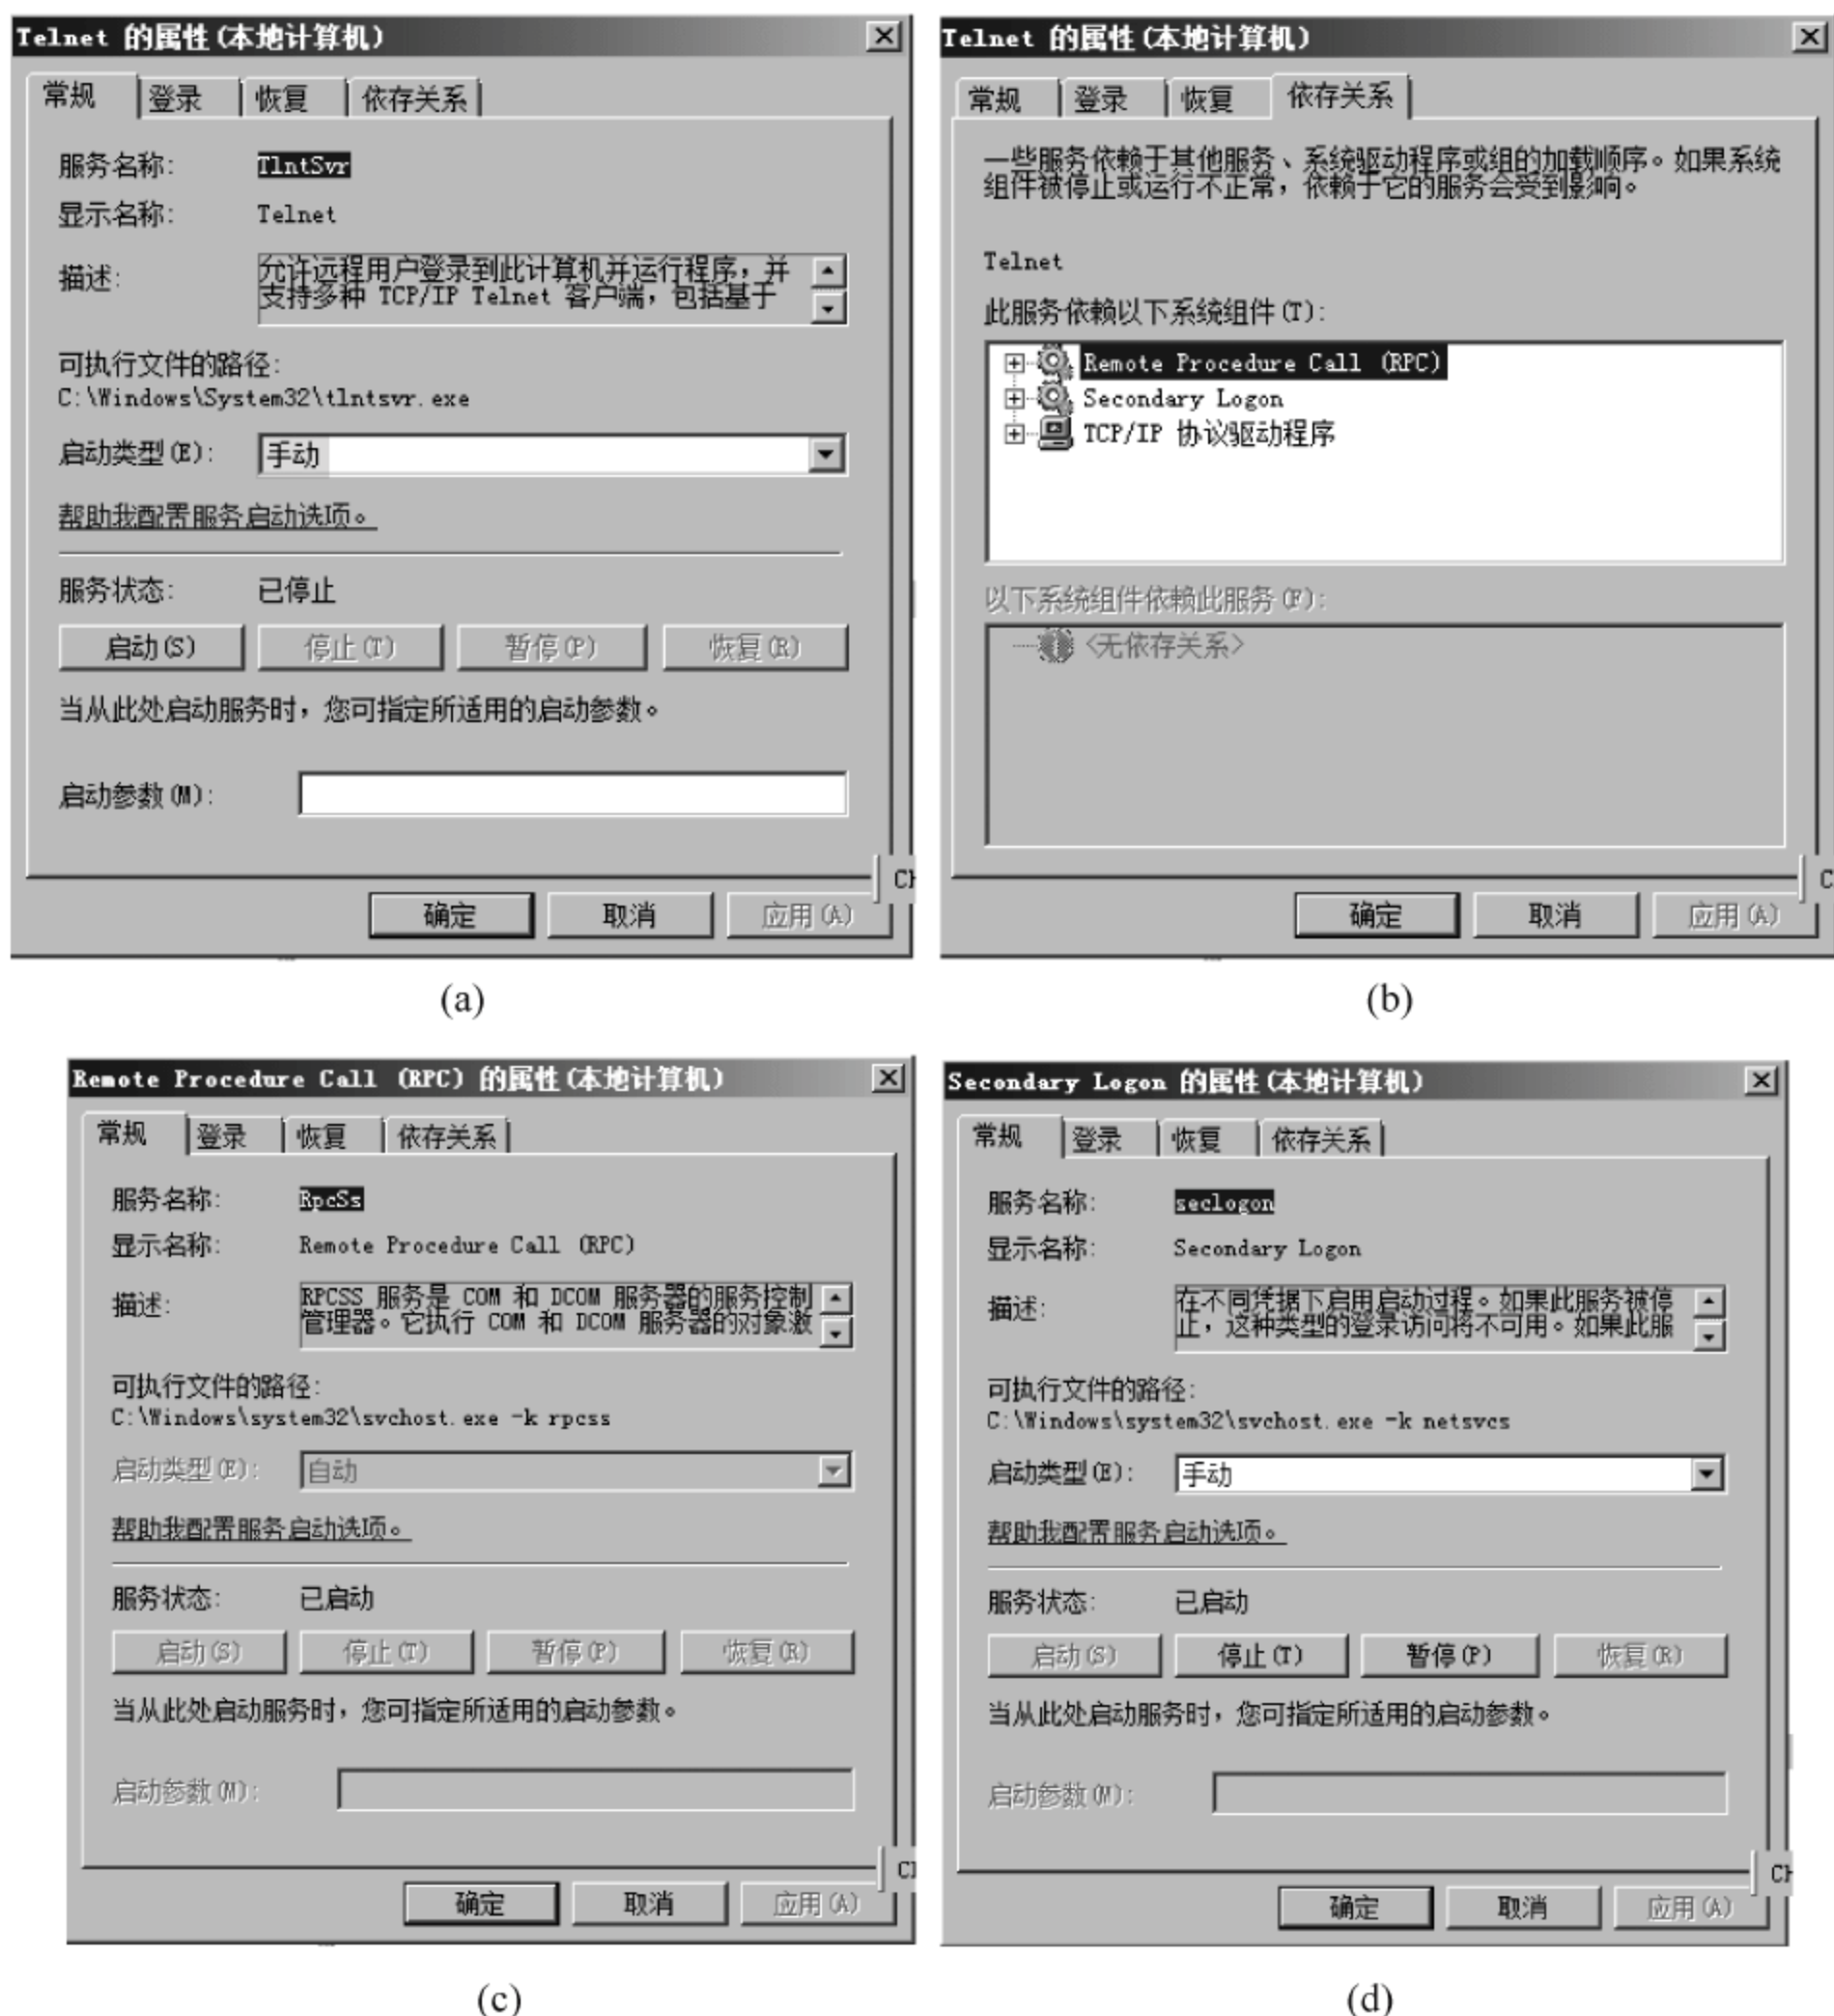 Telnet 的属性(本地计算机)
常规 登录 恢复 依存关系
服务名称: TlntSvr
显示名称: Telnet
描述: 允许远程用户登录到此计算机并运行程序，并
支持多种 TCP/IP Telnet 客户端，包括基于
可执行文件的路径:
C:\Windows\System32\tlntsvr.exe
启动类型(E): 手动
帮助我配置服务启动选项。
服务状态: 已停止
启动(S) 停止(T) 暂停(P) 恢复(R)
当从此处启动服务时，您可指定所适用的启动参数。
启动参数(M):
确定 取消 应用(A)
(a)
Telnet 的属性(本地计算机)
常规 登录 恢复 依存关系
一些服务依赖于其他服务、系统驱动程序或组的加载顺序。如果系统
组件被停止或运行不正常，依赖于它的服务会受到影响。
Telnet
此服务依赖以下系统组件(T):
Remote Procedure Call (RPC)
Secondary Logon
TCP/IP 协议驱动程序
以下系统组件依赖此服务(F):
<无依存关系>
确定 取消 应用(A)
(b)
Remote Procedure Call (RPC) 的属性(本地计算机)
常规 登录 恢复 依存关系
服务名称: RpcSs
显示名称: Remote Procedure Call (RPC)
描述: RPCSS 服务是 COM 和 DCOM 服务器的服务控制
管理器。它执行 COM 和 DCOM 服务器的对象激
可执行文件的路径:
C:\Windows\system32\svchost.exe -k rpcss
启动类型(E): 自动
帮助我配置服务启动选项。
服务状态: 已启动
启动(S) 停止(T) 暂停(P) 恢复(R)
当从此处启动服务时，您可指定所适用的启动参数。
启动参数(M):
确定 取消 应用(A)
(c)
Secondary Logon 的属性(本地计算机)
常规 登录 恢复 依存关系
服务名称: seclogon
显示名称: Secondary Logon
描述: 在不同凭据下启用启动过程。如果此服务被停
止，这种类型的登录访问将不可用。如果此服
可执行文件的路径:
C:\Windows\system32\svchost.exe -k netsvcs
启动类型(E): 手动
帮助我配置服务启动选项。
服务状态: 已启动
启动(S) 停止(T) 暂停(P) 恢复(R)
当从此处启动服务时，您可指定所适用的启动参数。
启动参数(M):
确定 取消 应用(A)
(d)